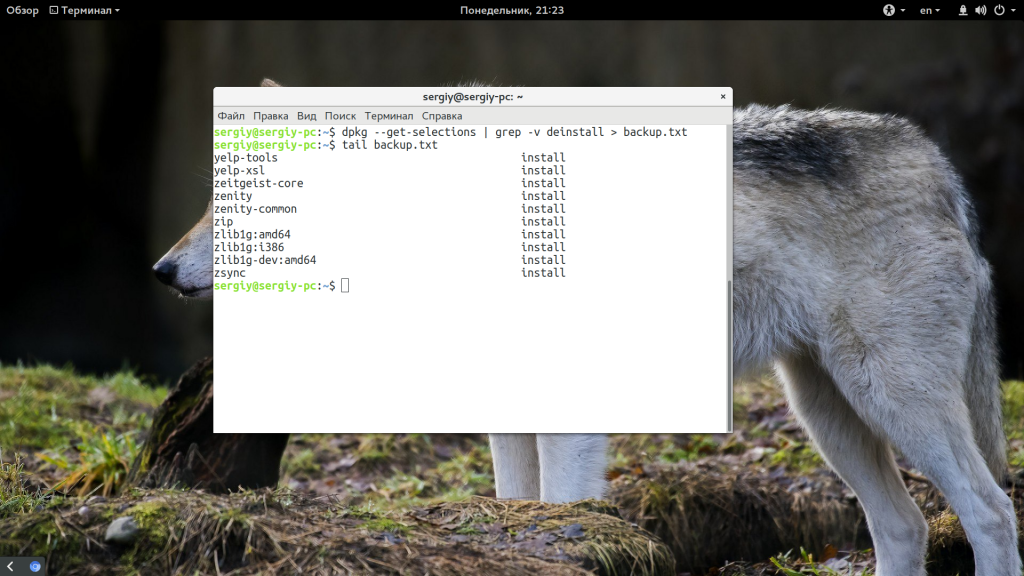 Обзор Терминал Понедельник, 21:23 en
sergiy@sergiy-pc: ~ ×
Файл Правка Вид Поиск Терминал Справка
sergiy@sergiy-pc:~$ dpkg --get-selections | grep -v deinstall > backup.txt
sergiy@sergiy-pc:~$ tail backup.txt
yelp-tools install
yelp-xsl install
zeitgeist-core install
zenity install
zenity-common install
zip install
zlib1g:amd64 install
zlib1g:i386 install
zlib1g-dev:amd64 install
zsync install
sergiy@sergiy-pc:~$